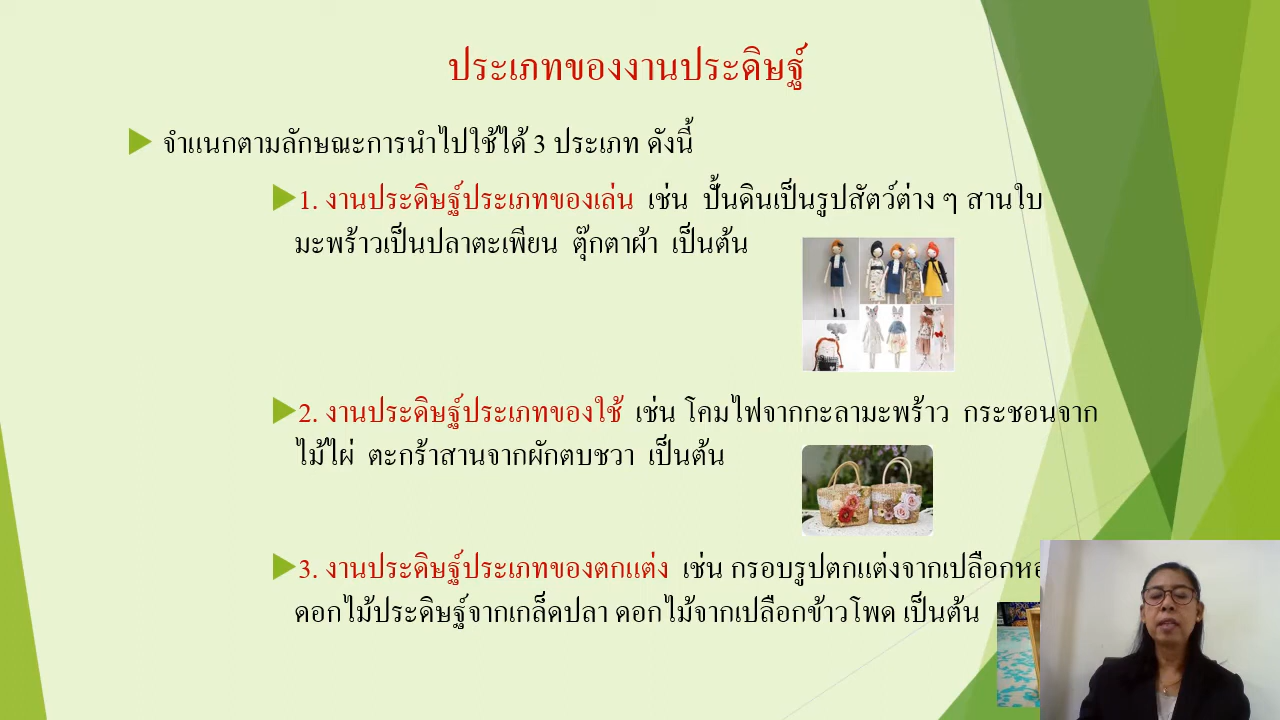 ประเภทของงานประดิษฐ์
จำแนกตามลักษณะการนำไปใช้ได้ 3 ประเภท ดังนี้
1. งานประดิษฐ์ประเภทของเล่น เช่น ปั้นดินเป็นรูปสัตว์ต่าง ๆ สานใบ
มะพร้าวเป็นปลาตะเพียน ตุ๊กตาผ้า เป็นต้น
2. งานประดิษฐ์ประเภทของใช้ เช่น โคมไฟจากกะลามะพร้าว กระชอนจาก
ไม้ไผ่ ตะกร้าสานจากผักตบชวา เป็นต้น
3. งานประดิษฐ์ประเภทของตกแต่ง เช่น กรอบรูปตกแต่งจากเปลือก
ดอกไม้ประดิษฐ์จากเกล็ดปลา ดอกไม้จากเปลือกข้าวโพด เป็นต้น